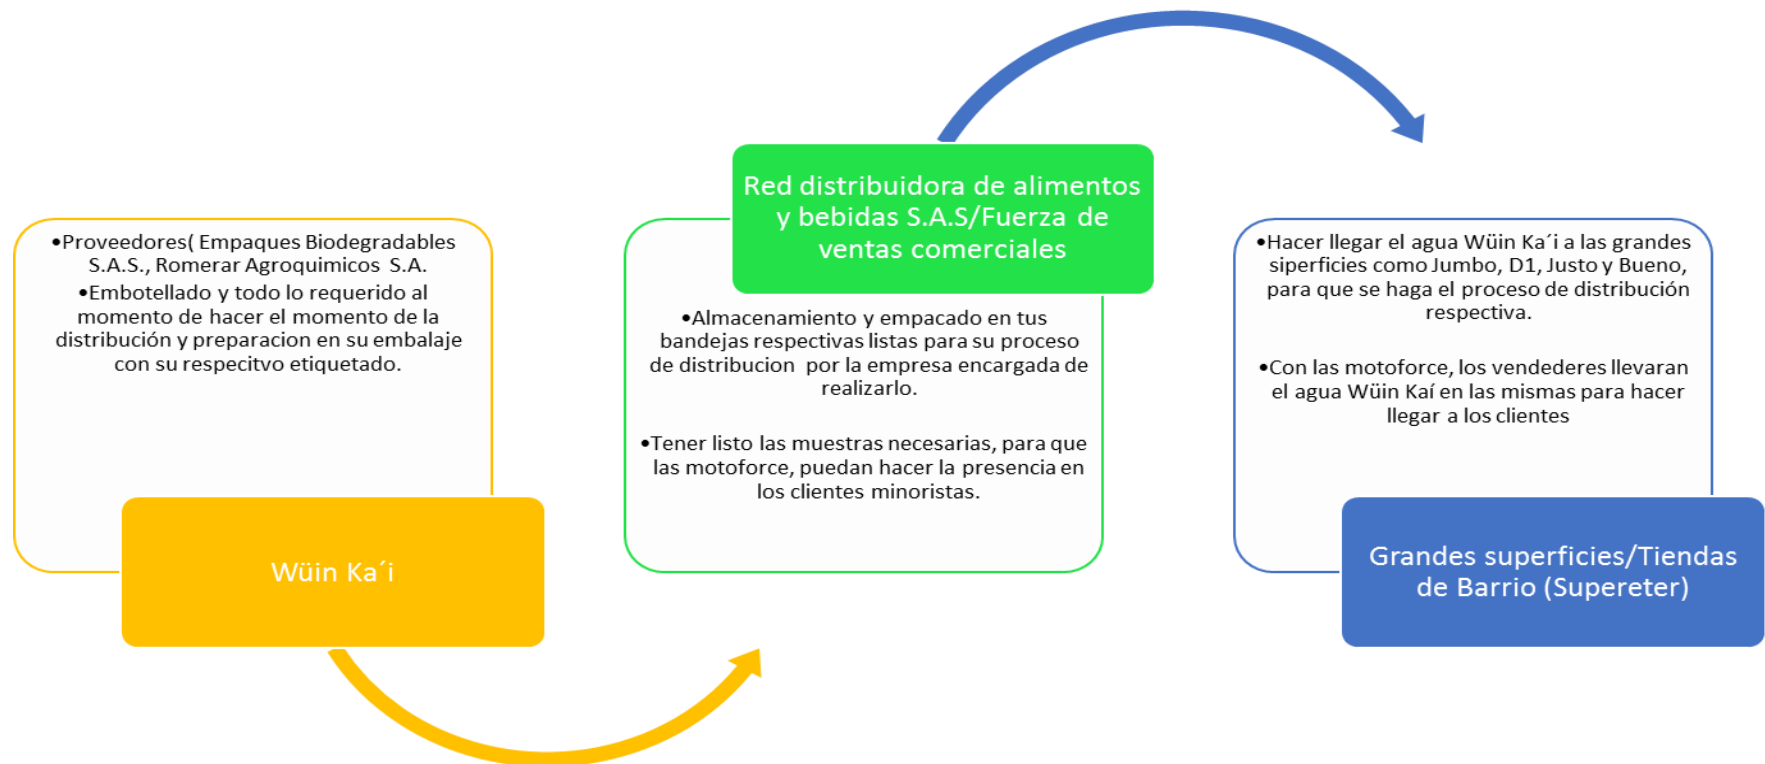 •Proveedores( Empaques Biodegradables
S.A.S., Romerar Agroquimicos S.A.
•Embotellado y todo lo requerido al
momento de hacer el momento de la
distribución y preparacion en su embalaje
con su respecitvo etiquetado.
Wüin Ka´i
Red distribuidora de alimentos
y bebidas S.A.S/Fuerza de
ventas comerciales
•Almacenamiento y empacado en tus
bandejas respectivas listas para su proceso
de distribucion por la empresa encargada de
realizarlo.
•Tener listo las muestras necesarias, para que
las motoforce, puedan hacer la presencia en
los clientes minoristas.
•Hacer llegar el agua Wüin Ka´i a las grandes
siperficies como Jumbo, D1, Justo y Bueno,
para que se haga el proceso de distribución
respectiva.
•Con las motoforce, los vendederes llevaran
el agua Wüin Kaí en las mismas para hacer
llegar a los clientes
Grandes superficies/Tiendas
de Barrio (Supereter)